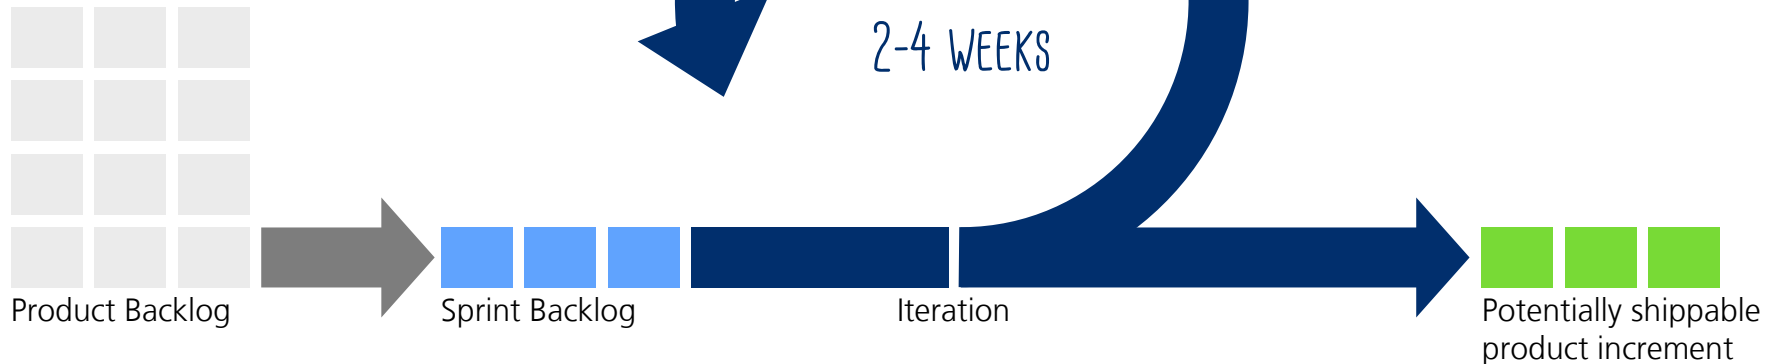 2-4 WEEKS
Product Backlog
Sprint Backlog
Iteration
Potentially shippable
product increment